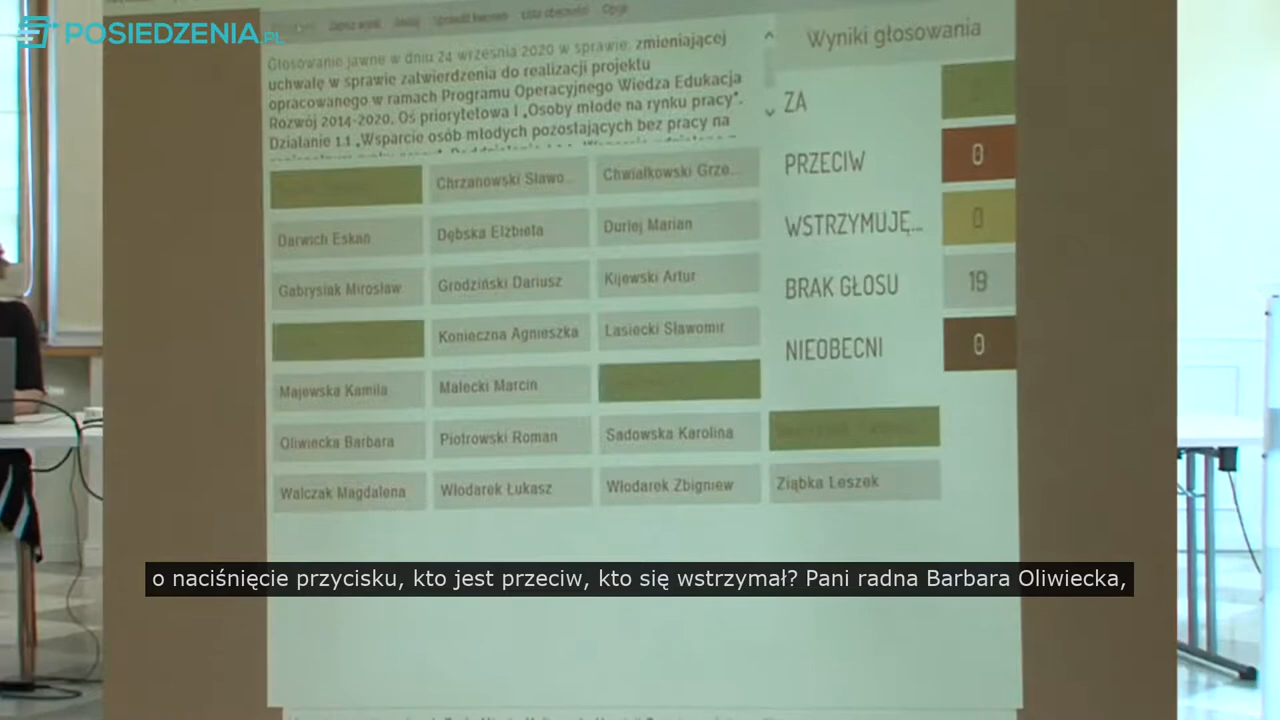 POSIEDZENIA.PL
Głosowanie jawne w dniu 24 września 2020 w sprawie: zmieniającej
uchwałę w sprawie zatwierdzenia do realizacji projektu
opracowanego w ramach Programu Operacyjnego Wiedza Edukacja
Rozwój 2014-2020, Oś priorytetowa I „Osoby młode na rynku pracy",
Działanie 1.1 „Wsparcie osób młodych pozostających bez pracy na
Wyniki głosowania
ZA
PRZECIW 0
WSTRZYMUJĘ... 0
BRAK GŁOSU 19
NIEOBECNI 0
Chrzanowski Sławo... Chwiałkowski Grze...
Darwich Eskan Dębska Elżbieta Durlej Marian
Gabrysiak Mirosław Grodziński Dariusz Kijewski Artur
Konieczna Agnieszka Lasiecki Sławomir
Majewska Kamila Małecki Marcin
Oliwiecka Barbara Piotrowski Roman Sadowska Karolina
Walczak Magdalena Włodarek Łukasz Włodarek Zbigniew Ziąbka Leszek
o naciśnięcie przycisku, kto jest przeciw, kto się wstrzymał? Pani radna Barbara Oliwiecka,